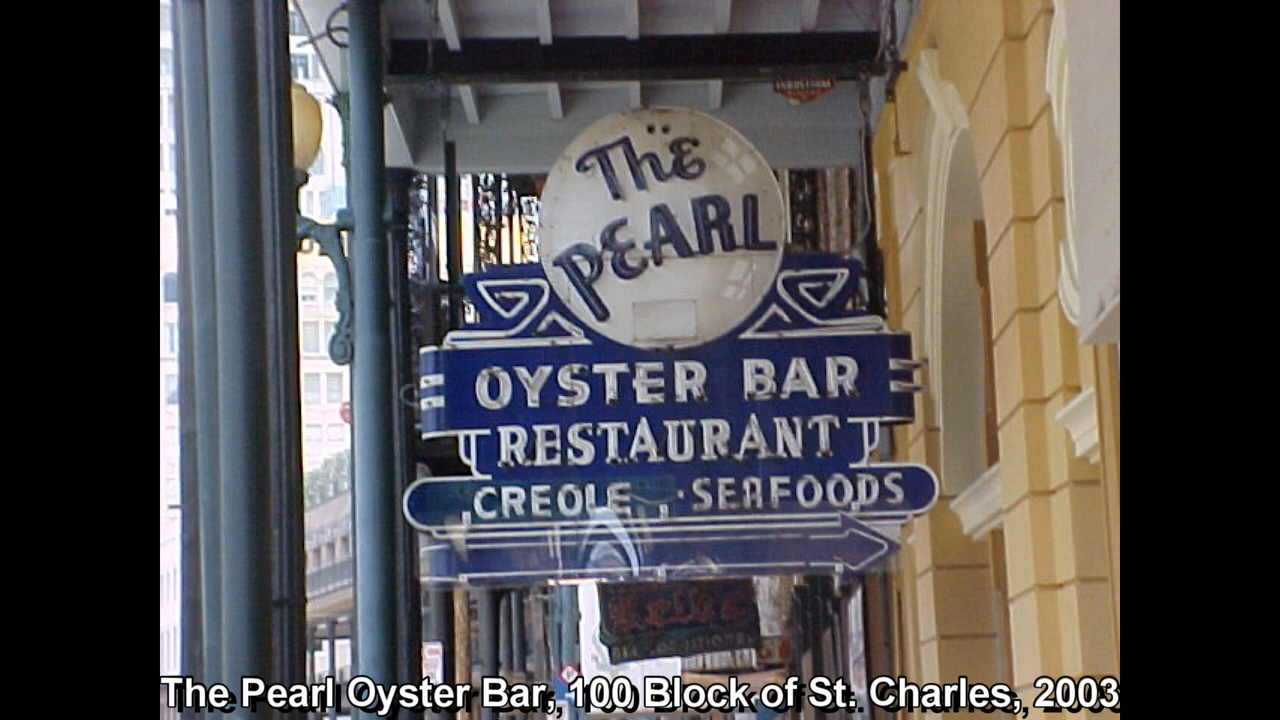 The
PEARL
OYSTER BAR
RESTAURANT
CREOLE · SEAFOODS
The Pearl Oyster Bar, 100 Block of St. Charles, 2003